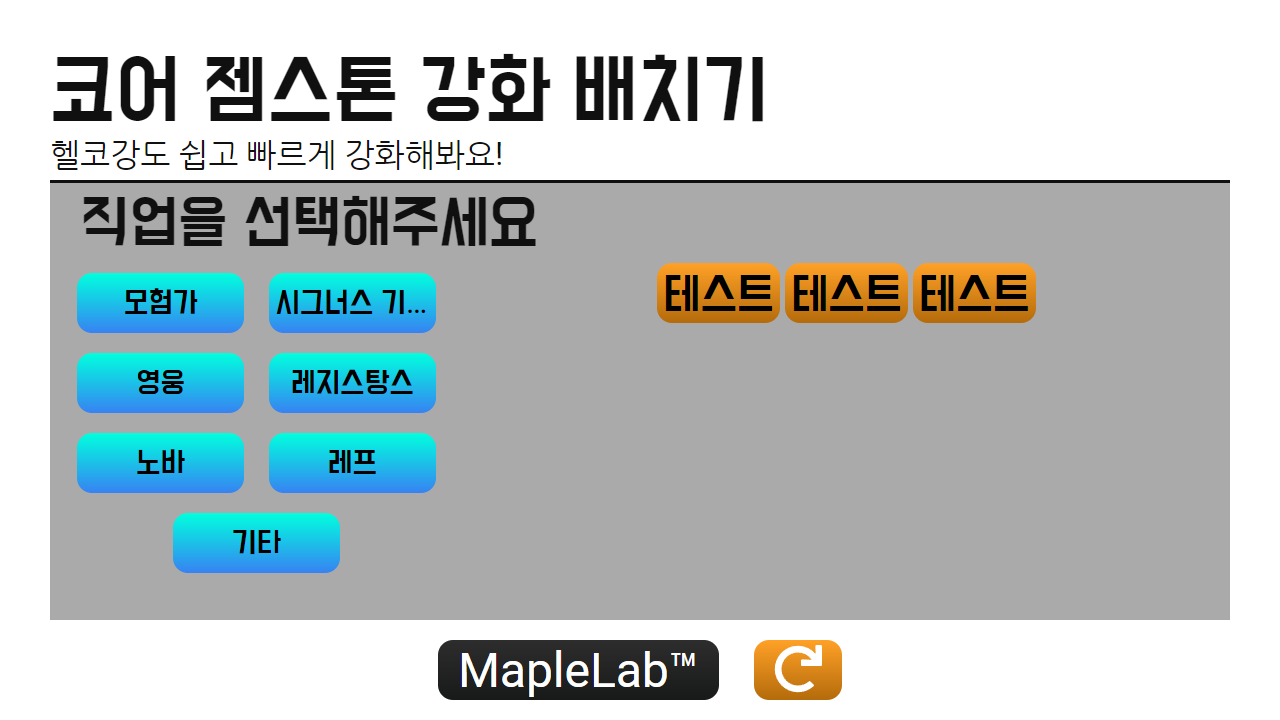 코어 젬스톤 강화 배치기
헬코강도 쉽고 빠르게 강화해봐요!
직업을 선택해주세요
모험가 시그너스 기...
테스트 테스트 테스트
영웅 레지스탕스
노바 레프
기타
MapleLab™